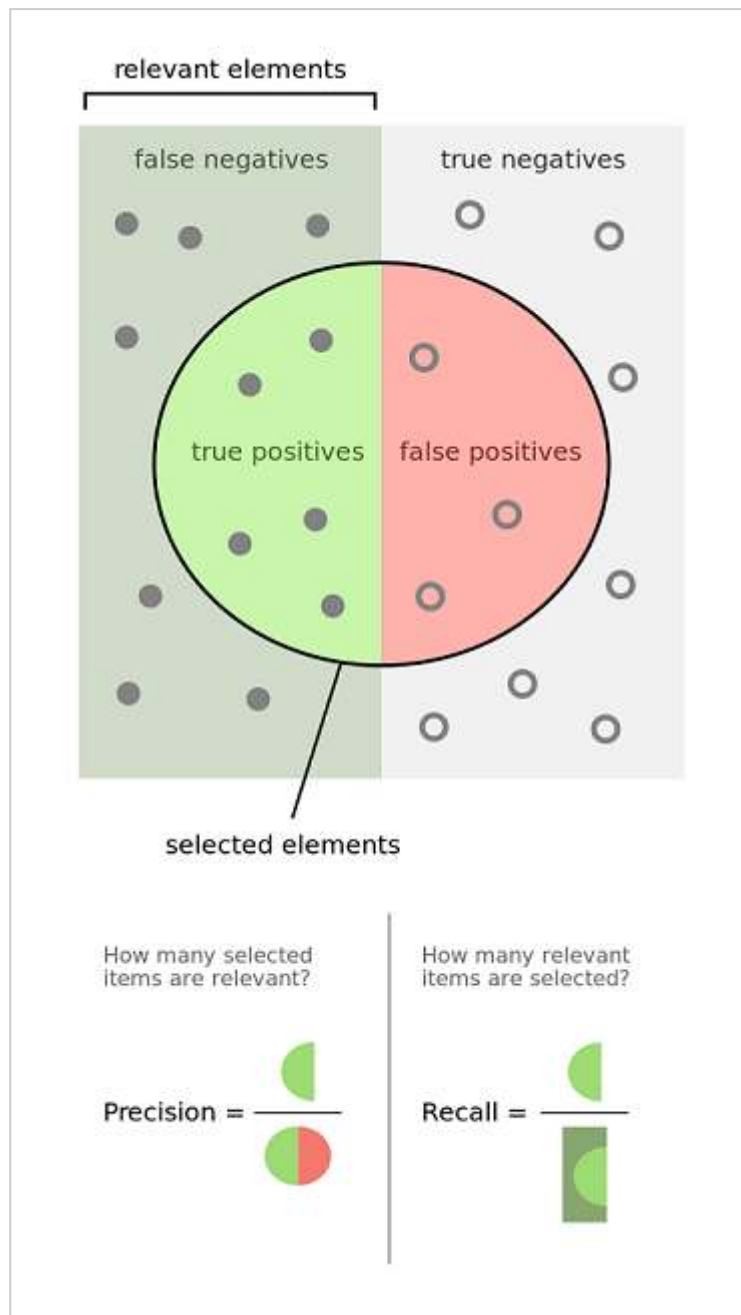 relevant elements
false negatives
true negatives
true positives
false positives
selected elements
How many selected
items are relevant?
Precision =
How many relevant
items are selected?
Recall =